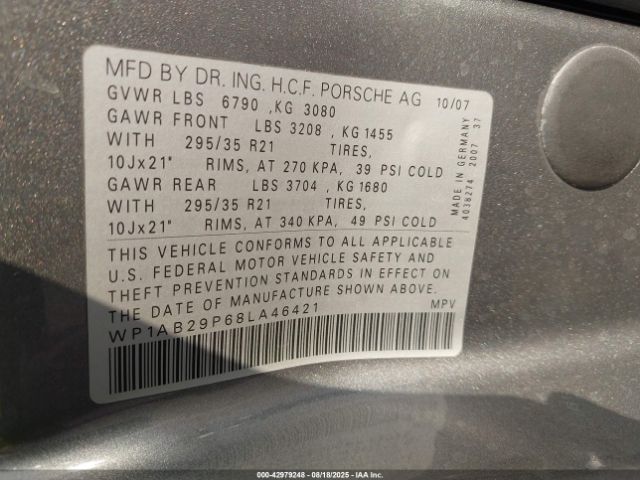 MFD BY DR. ING. H.C.F. PORSCHE AG 10/07
GVWR LBS 6790 , KG 3080
GAWR FRONT LBS 3208 , KG 1455
WITH 295/35 R21 TIRES,
10Jx21" RIMS, AT 270 KPA, 39 PSI COLD
GAWR REAR LBS 3704 , KG 1680
WITH 295/35 R21 TIRES,
10Jx21" RIMS, AT 340 KPA, 49 PSI COLD
THIS VEHICLE CONFORMS TO ALL APPLICABLE
U.S. FEDERAL MOTOR VEHICLE SAFETY AND
THEFT PREVENTION STANDARDS IN EFFECT ON
THE DATE OF MANUFACTURE SHOWN ABOVE.
WP1AB29P68LA46421 MPV
MADE IN GERMANY
4038274 2007 37
000-42979248 - 08/18/2025 - IAA Inc.